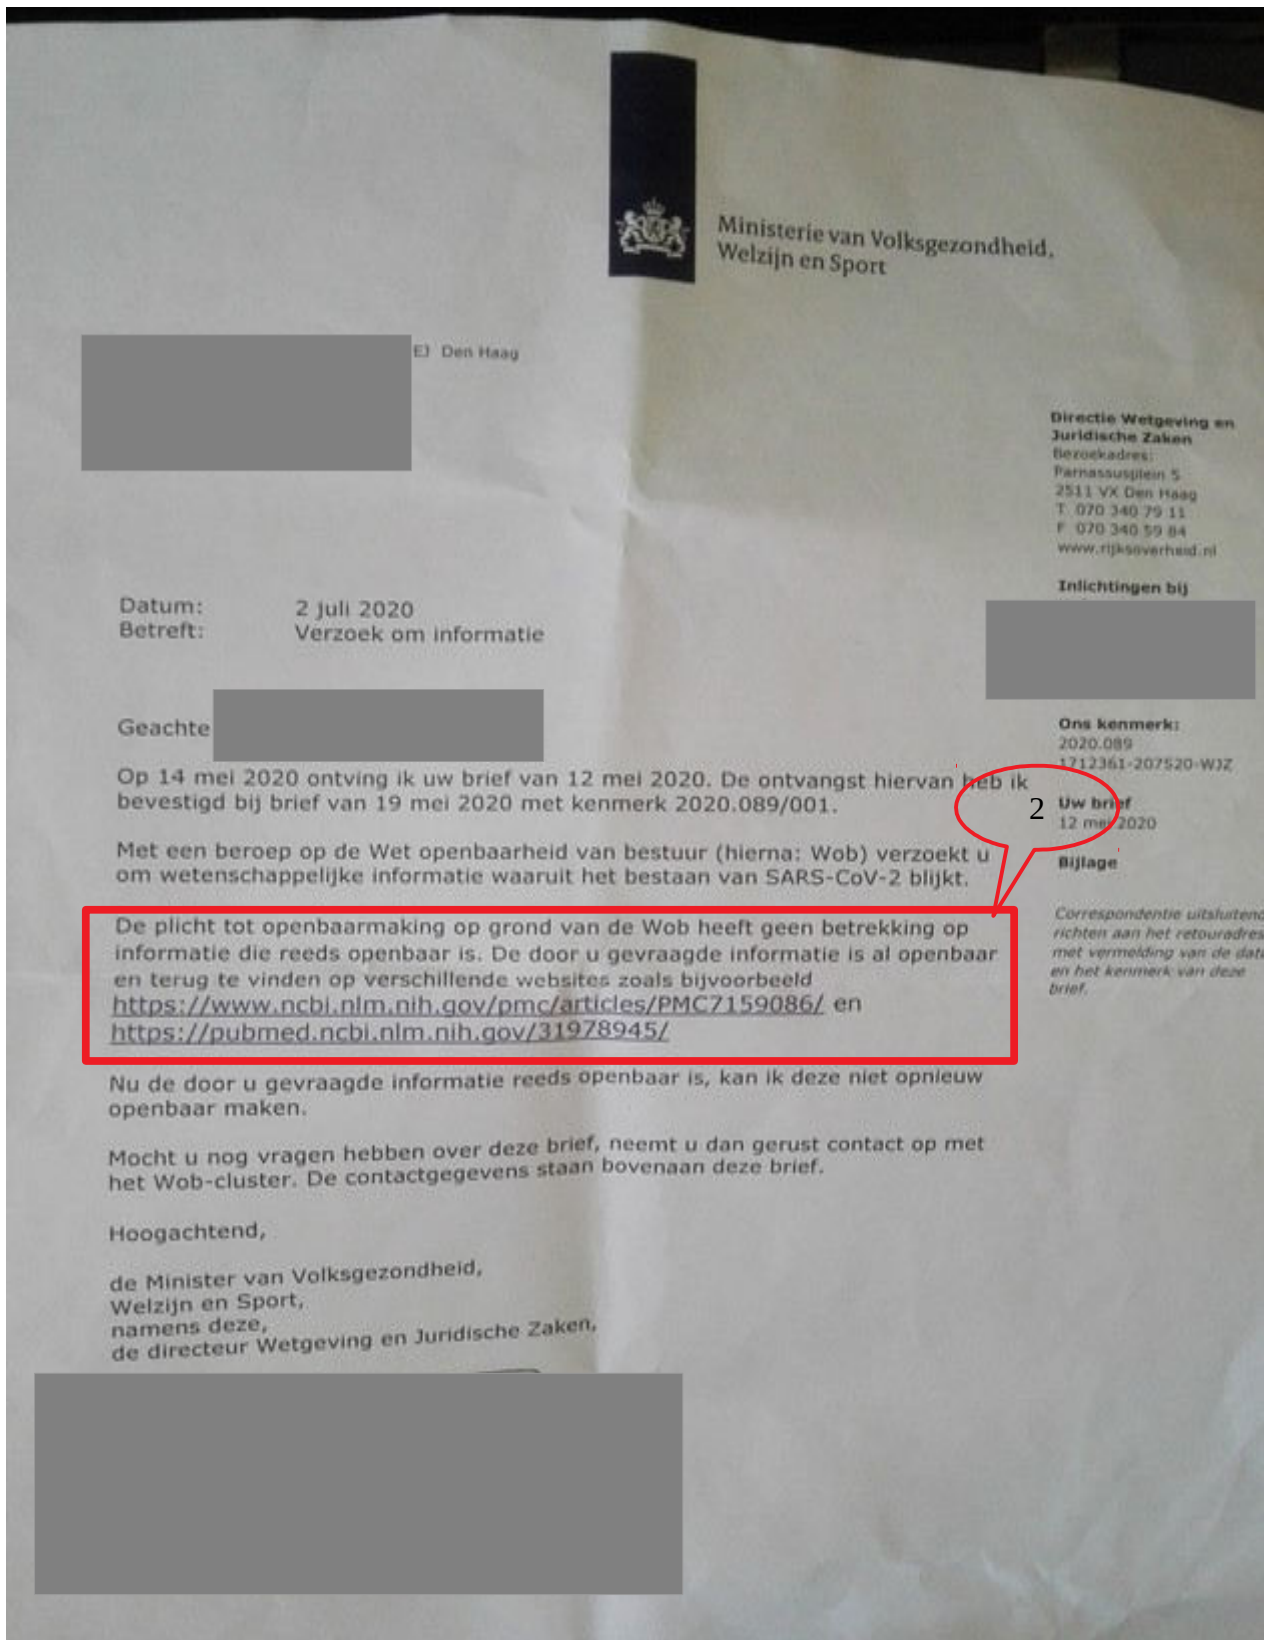 Ministerie van Volksgezondheid,
Welzijn en Sport
EJ Den Haag
Directie Wetgeving en
Juridische Zaken
Bezoekadres:
Parnassusplein 5
2511 VX Den Haag
T 070 340 79 11
F 070 340 59 84
www.rijksoverheid.nl
Inlichtingen bij
Datum: 2 juli 2020
Betreft: Verzoek om informatie
Ons kenmerk:
2020.089
1712361-207520-WJZ
Uw brief
12 mei 2020
Bijlage
Correspondentie uitsluitend
richten aan het retouradres
met vermelding van de datum
en het kenmerk van deze
brief.
Geachte
Op 14 mei 2020 ontving ik uw brief van 12 mei 2020. De ontvangst hiervan heb ik
bevestigd bij brief van 19 mei 2020 met kenmerk 2020.089/001.
2
Met een beroep op de Wet openbaarheid van bestuur (hierna: Wob) verzoekt u
om wetenschappelijke informatie waaruit het bestaan van SARS-CoV-2 blijkt.
De plicht tot openbaarmaking op grond van de Wob heeft geen betrekking op
informatie die reeds openbaar is. De door u gevraagde informatie is al openbaar
en terug te vinden op verschillende websites zoals bijvoorbeeld
https://www.ncbi.nlm.nih.gov/pmc/articles/PMC7159086/ en
https://pubmed.ncbi.nlm.nih.gov/31978945/
Nu de door u gevraagde informatie reeds openbaar is, kan ik deze niet opnieuw
openbaar maken.
Mocht u nog vragen hebben over deze brief, neemt u dan gerust contact op met
het Wob-cluster. De contactgegevens staan bovenaan deze brief.
Hoogachtend,
de Minister van Volksgezondheid,
Welzijn en Sport,
namens deze,
de directeur Wetgeving en Juridische Zaken,